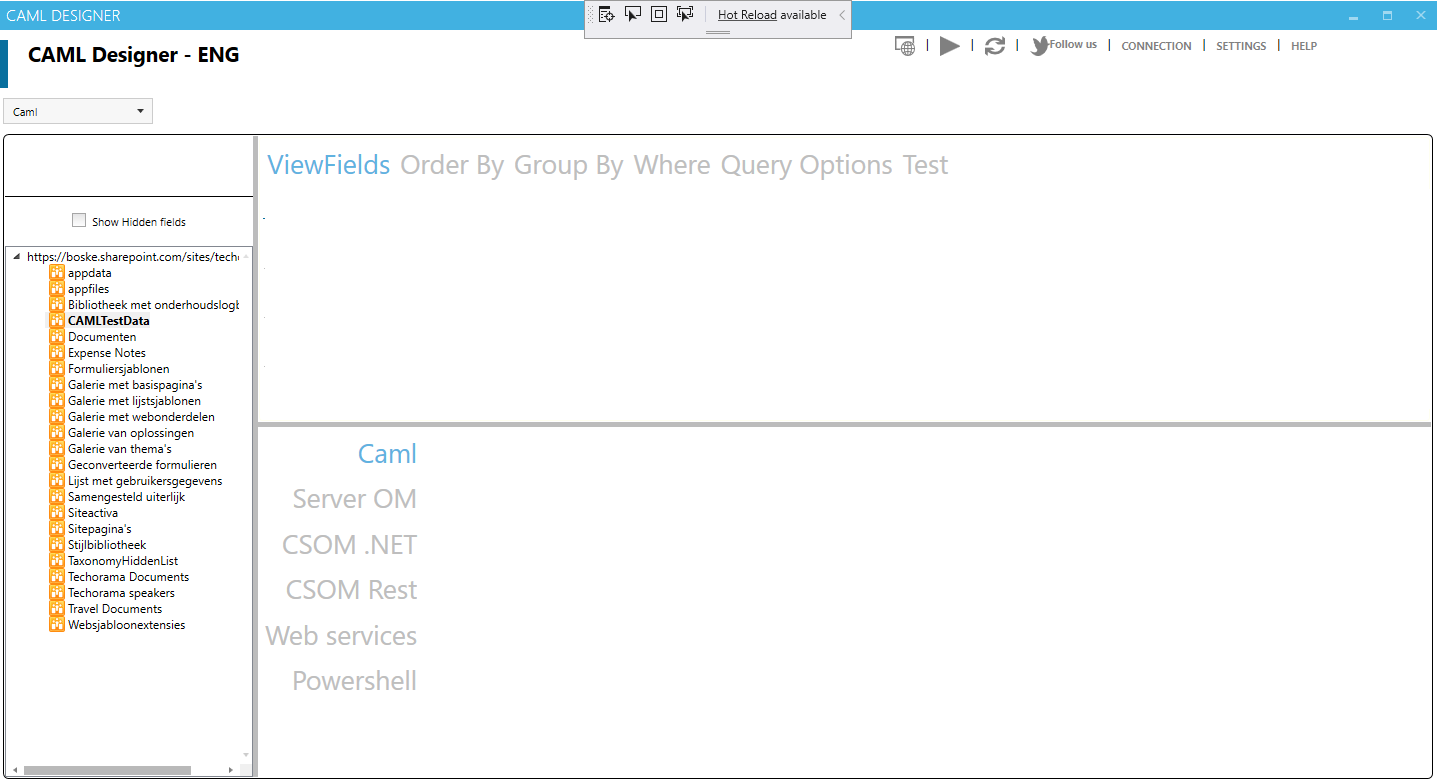 CAML DESIGNER
Hot Reload available
CAML Designer - ENG
Follow us
CONNECTION
SETTINGS
HELP
Caml
ViewFields Order By Group By Where Query Options Test
Show Hidden fields
https://boske.sharepoint.com/sites/techo
appdata
appfiles
Bibliotheek met onderhoudslogb
CAMLTestData
Documenten
Expense Notes
Formuliersjablonen
Galerie met basispagina's
Galerie met lijstsjablonen
Galerie met webonderdelen
Galerie van oplossingen
Galerie van thema's
Geconverteerde formulieren
Lijst met gebruikersgegevens
Samengesteld uiterlijk
Siteactiva
Sitepagina's
Stijlbibliotheek
TaxonomyHiddenList
Techorama Documents
Techorama speakers
Travel Documents
Websjabloonextensies
Caml
Server OM
CSOM .NET
CSOM Rest
Web services
Powershell